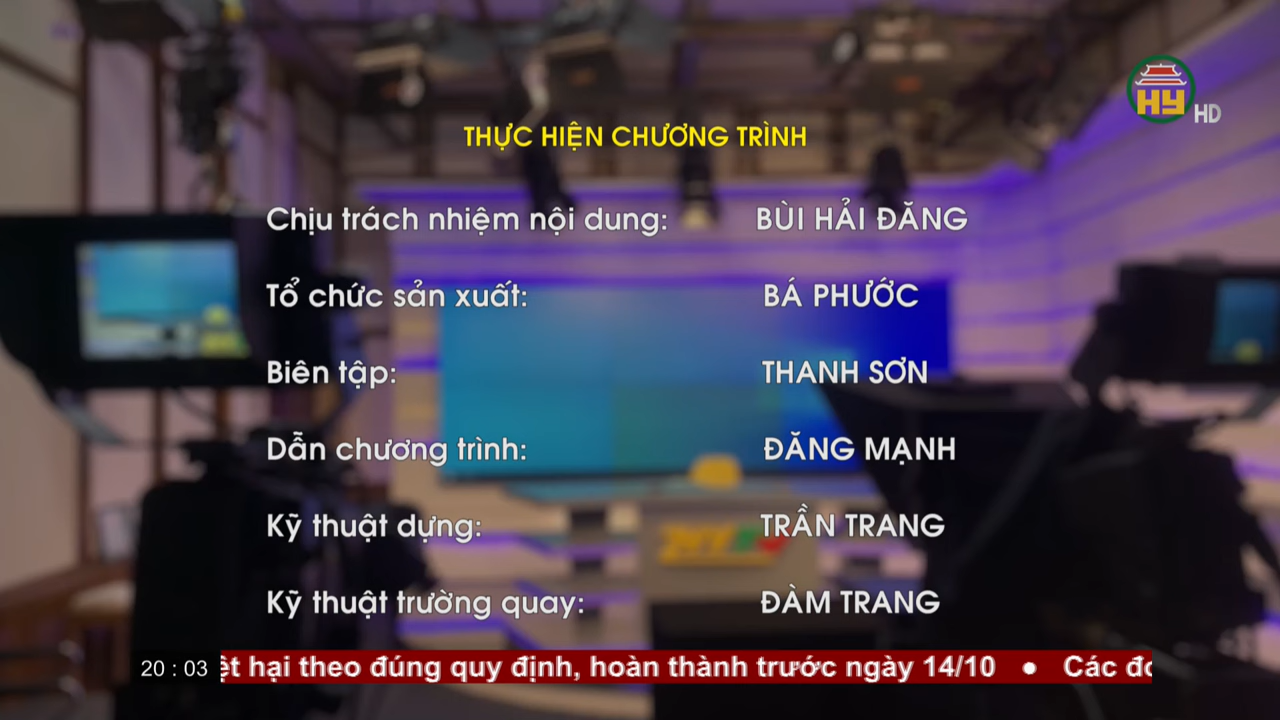 HY HD
THỰC HIỆN CHƯƠNG TRÌNH
Chịu trách nhiệm nội dung: BÙI HẢI ĐĂNG
Tổ chức sản xuất: BÁ PHƯỚC
Biên tập: THANH SƠN
Dẫn chương trình: ĐĂNG MẠNH
Kỹ thuật dựng: TRẦN TRANG
Kỹ thuật trường quay: ĐÀM TRANG
20 : 03 hại theo đúng quy định, hoàn thành trước ngày 14/10 • Các